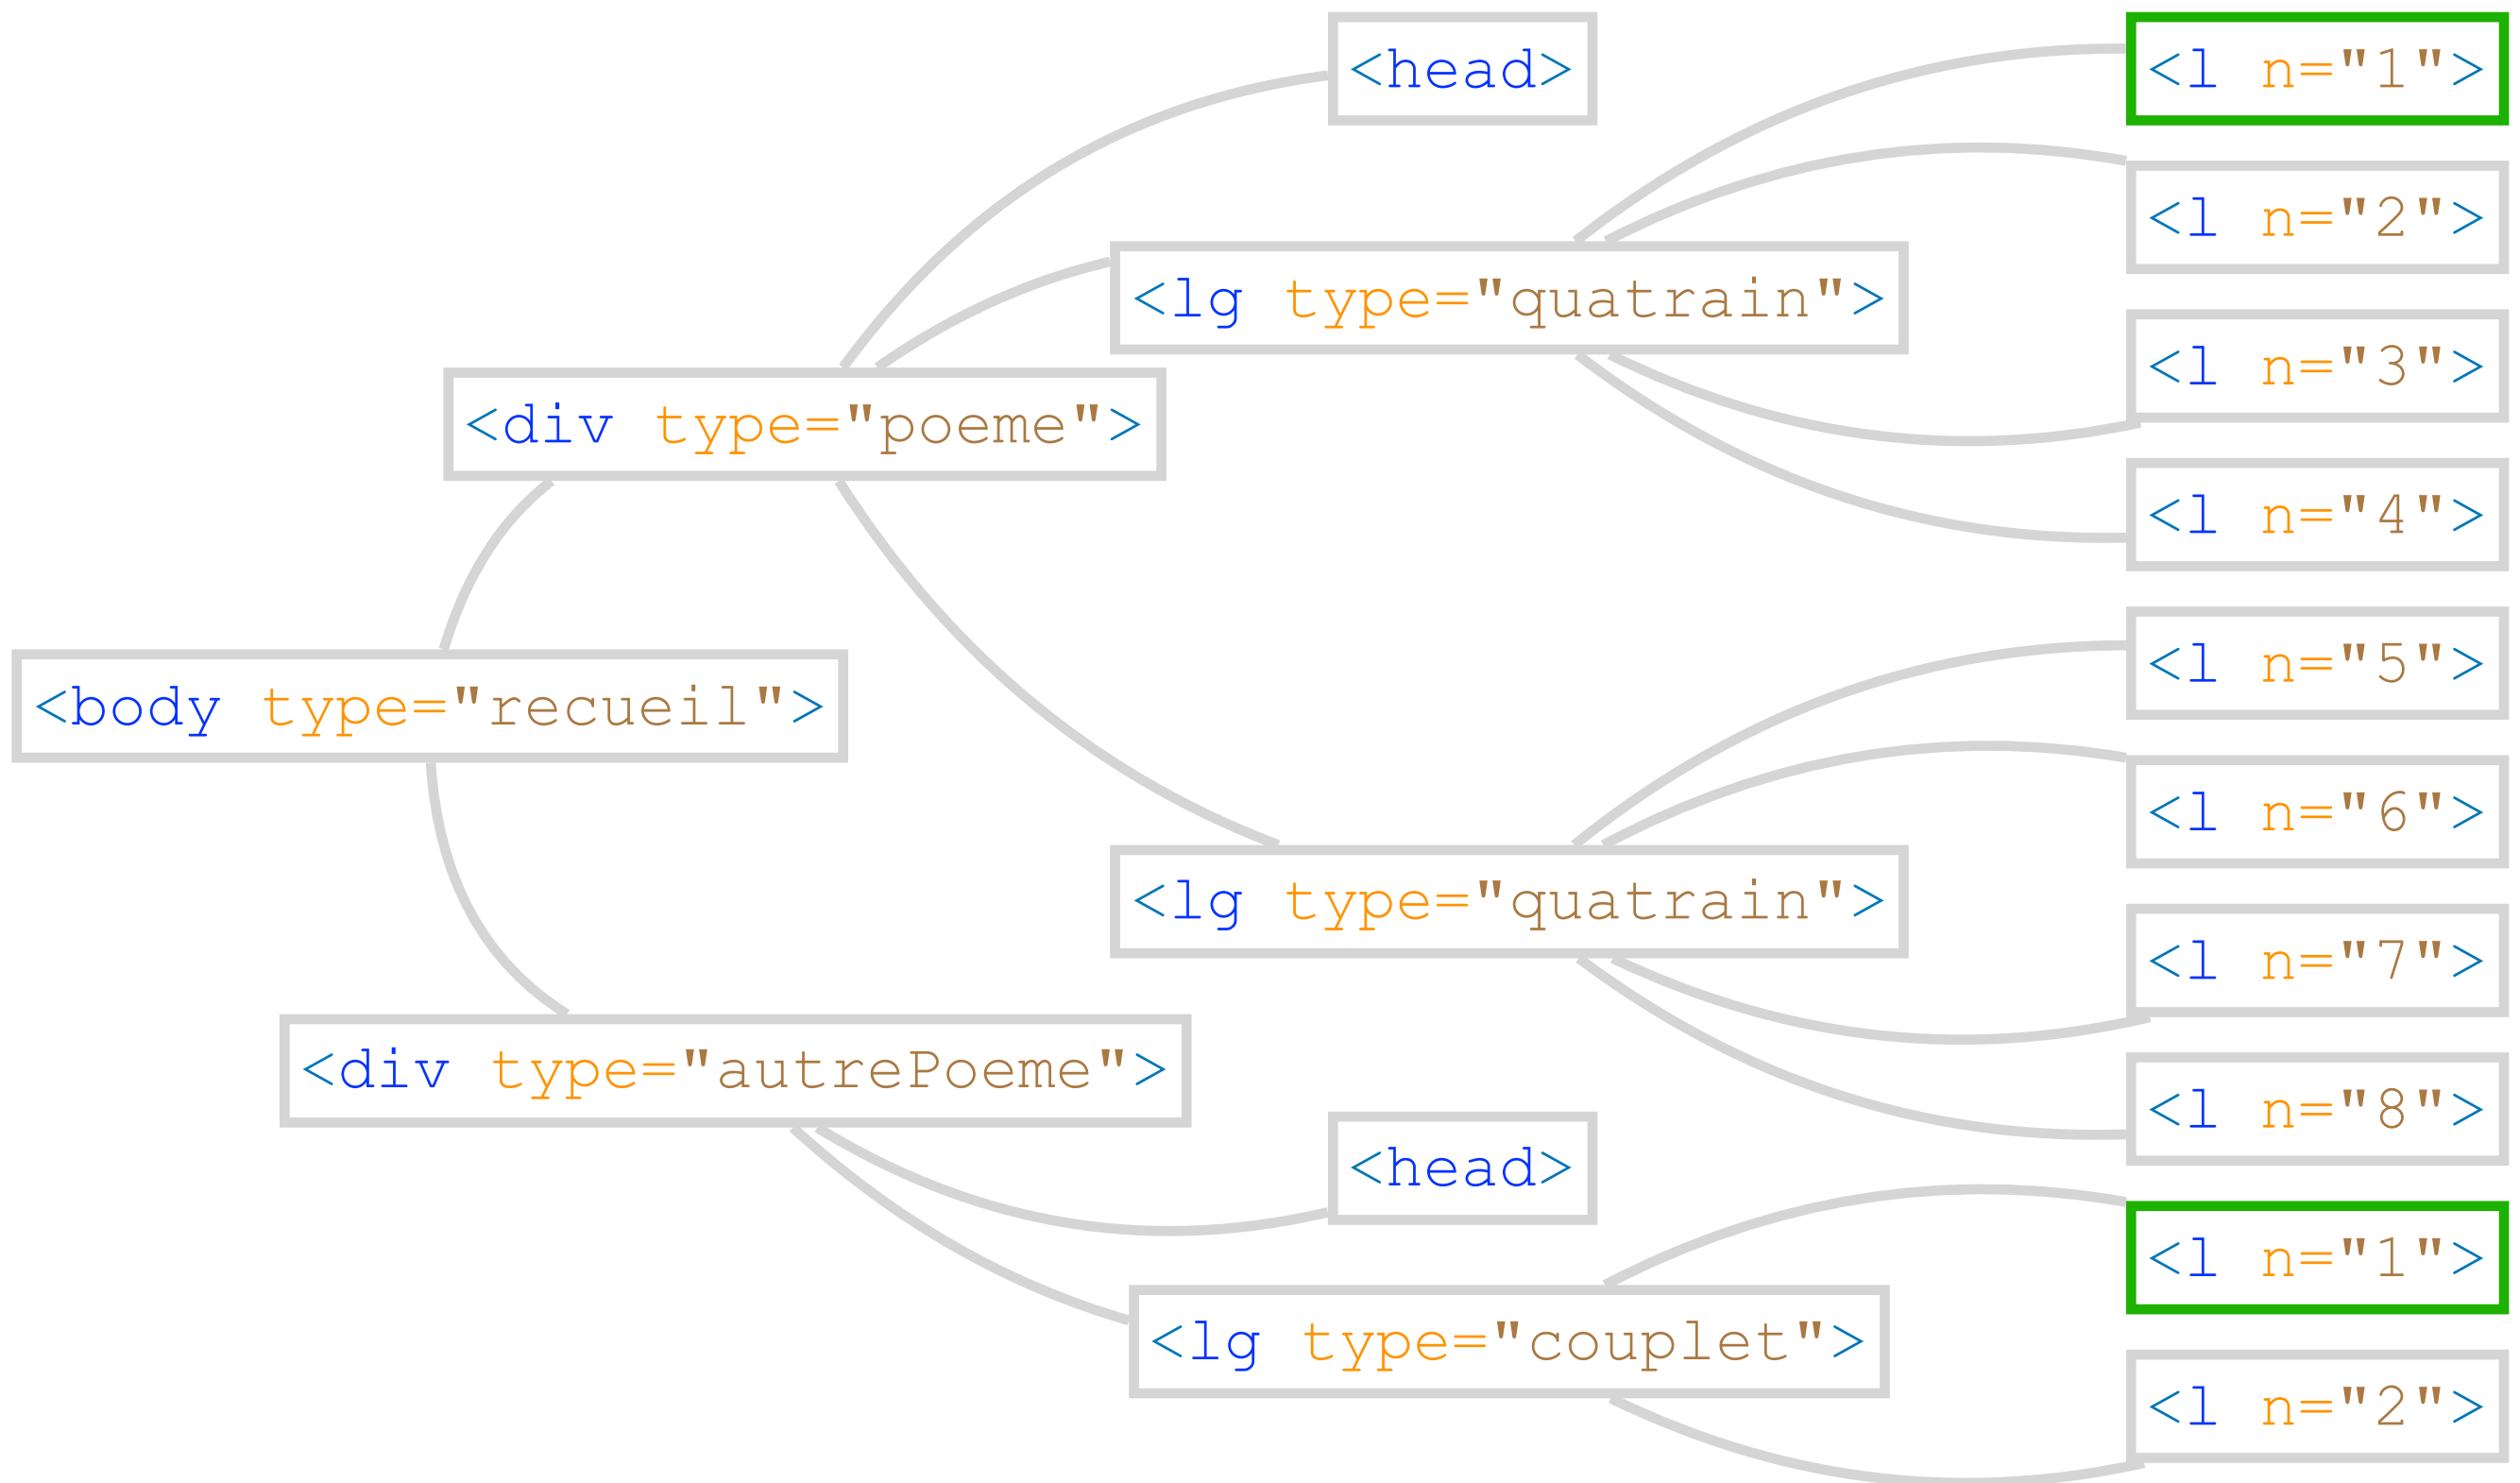 <head>
<l n="1">
<l n="2">
<lg type="quatrain">
<l n="3">
<div type="poeme">
<l n="4">
<l n="5">
<body type="recueil">
<l n="6">
<lg type="quatrain">
<l n="7">
<div type="autrePoeme">
<l n="8">
<head>
<l n="1">
<lg type="couplet">
<l n="2">